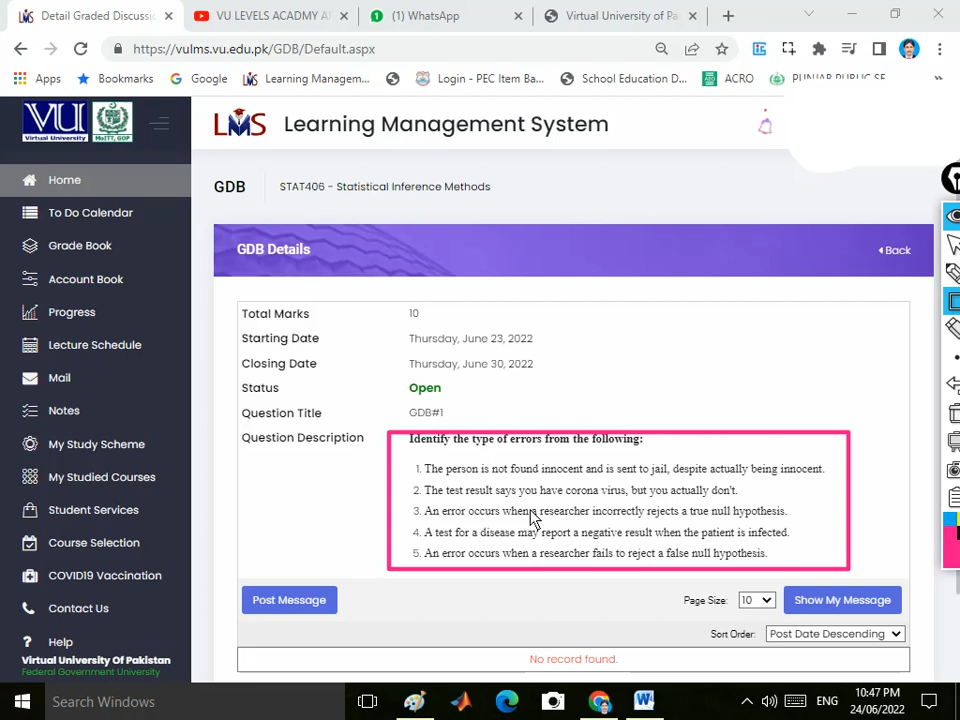 Detail Graded Discussi
VU LEVELS ACADMY A
(1) WhatsApp
Virtual University of Pa
https://vulms.vu.edu.pk/GDB/Default.aspx
Apps
Bookmarks
Google
Learning Managem...
Login - PEC Item Ba...
School Education D...
ACRO
PUNJAB PUBLIC SE
»
VU
Virtual University
MoITT, GOP
LMS Learning Management System
Home
To Do Calendar
Grade Book
Account Book
Progress
Lecture Schedule
Mail
Notes
My Study Scheme
My Studied Courses
Student Services
Course Selection
COVID19 Vaccination
Contact Us
Help
Virtual University Of Pakistan
Federal Government University
GDB
STAT406 - Statistical Inference Methods
GDB Details
Back
Total Marks 10
Starting Date Thursday, June 23, 2022
Closing Date Thursday, June 30, 2022
Status Open
Question Title GDB#1
Question Description Identify the type of errors from the following:
1. The person is not found innocent and is sent to jail, despite actually being innocent.
2. The test result says you have corona virus, but you actually don't.
3. An error occurs when a researcher incorrectly rejects a true null hypothesis.
4. A test for a disease may report a negative result when the patient is infected.
5. An error occurs when a researcher fails to reject a false null hypothesis.
Post Message
Page Size: 10
Show My Message
Sort Order: Post Date Descending
No record found.
Search Windows
ENG
10:47 PM
24/06/2022